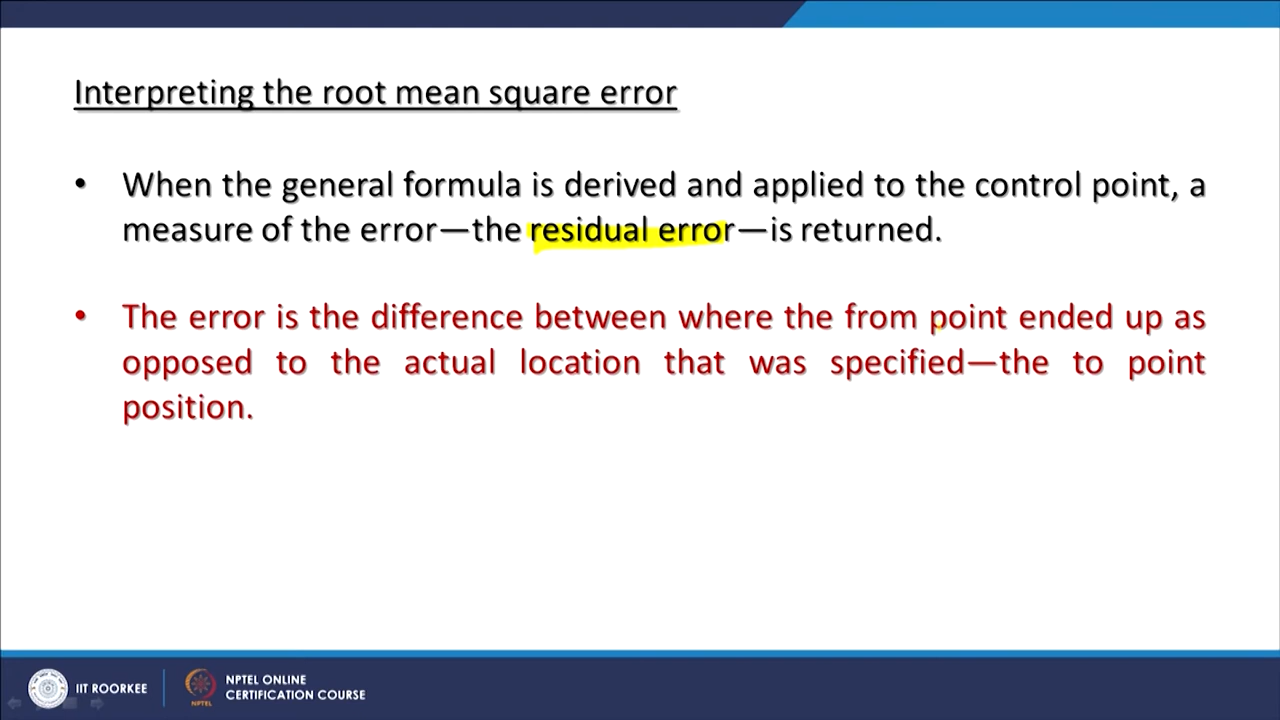 Interpreting the root mean square error
• When the general formula is derived and applied to the control point, a
measure of the error—the residual error—is returned.
• The error is the difference between where the from point ended up as
opposed to the actual location that was specified—the to point
position.
IIT ROORKEE
NPTEL
NPTEL ONLINE
CERTIFICATION COURSE